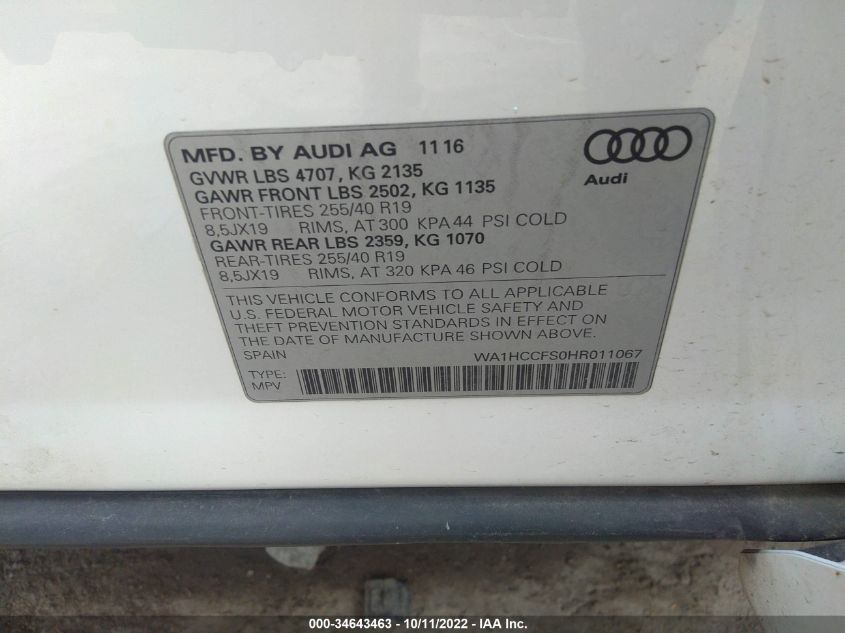 MFD. BY AUDI AG 11 16
Audi
GVWR LBS 4707, KG 2135
GAWR FRONT LBS 2502, KG 1135
FRONT-TIRES 255/40 R19
8,5JX19 RIMS, AT 300 KPA 44 PSI COLD
GAWR REAR LBS 2359, KG 1070
REAR-TIRES 255/40 R19
8,5JX19 RIMS, AT 320 KPA 46 PSI COLD
THIS VEHICLE CONFORMS TO ALL APPLICABLE
U.S. FEDERAL MOTOR VEHICLE SAFETY AND
THEFT PREVENTION STANDARDS IN EFFECT ON
THE DATE OF MANUFACTURE SHOWN ABOVE.
SPAIN WA1HCCFS0HR011067
TYPE:
MPV
000-34643463 - 10/11/2022 - IAA Inc.